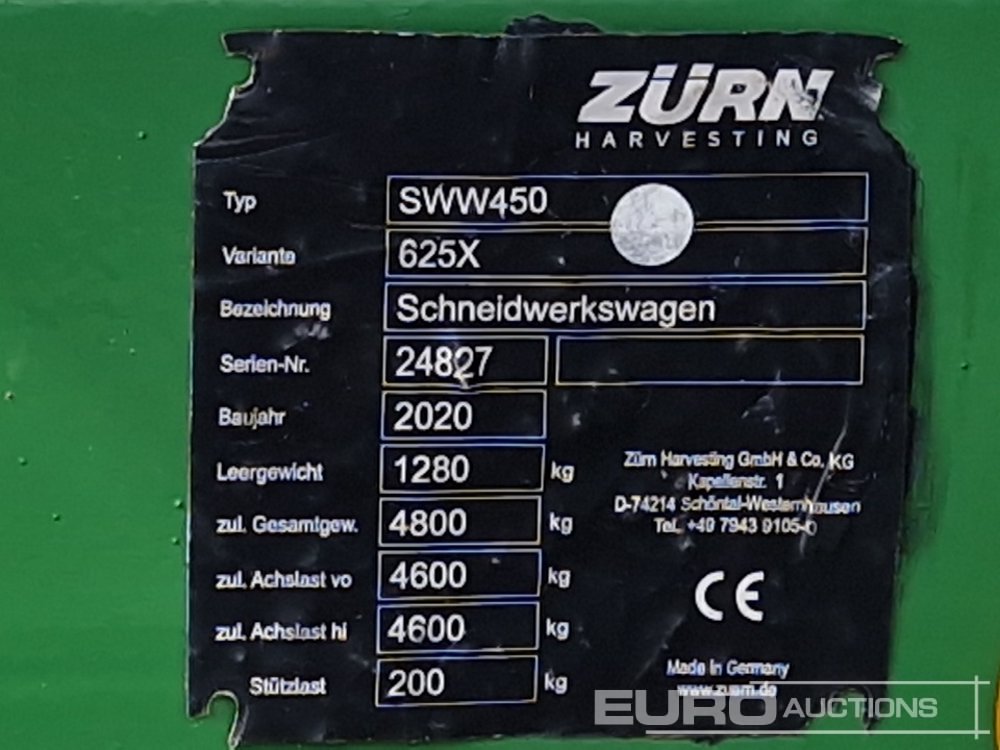 ZÜRN
HARVESTING
Typ SWW450
Variante 625X
Bezeichnung Schneidwerkswagen
Serien-Nr. 24827
Baujahr 2020
Leergewicht 1280 kg
zul. Gesamtgew. 4800 kg
zul. Achslast vo 4600 kg
zul. Achslast hi 4600 kg
Stützlast 200 kg
Zürn Harvesting GmbH & Co. KG
Kapellenstr. 1
D-74214 Schöntal-Westernhausen
Tel. +49 7943 9105-0
CE
Made in Germany
www.zuern.de
EURO AUCTIONS